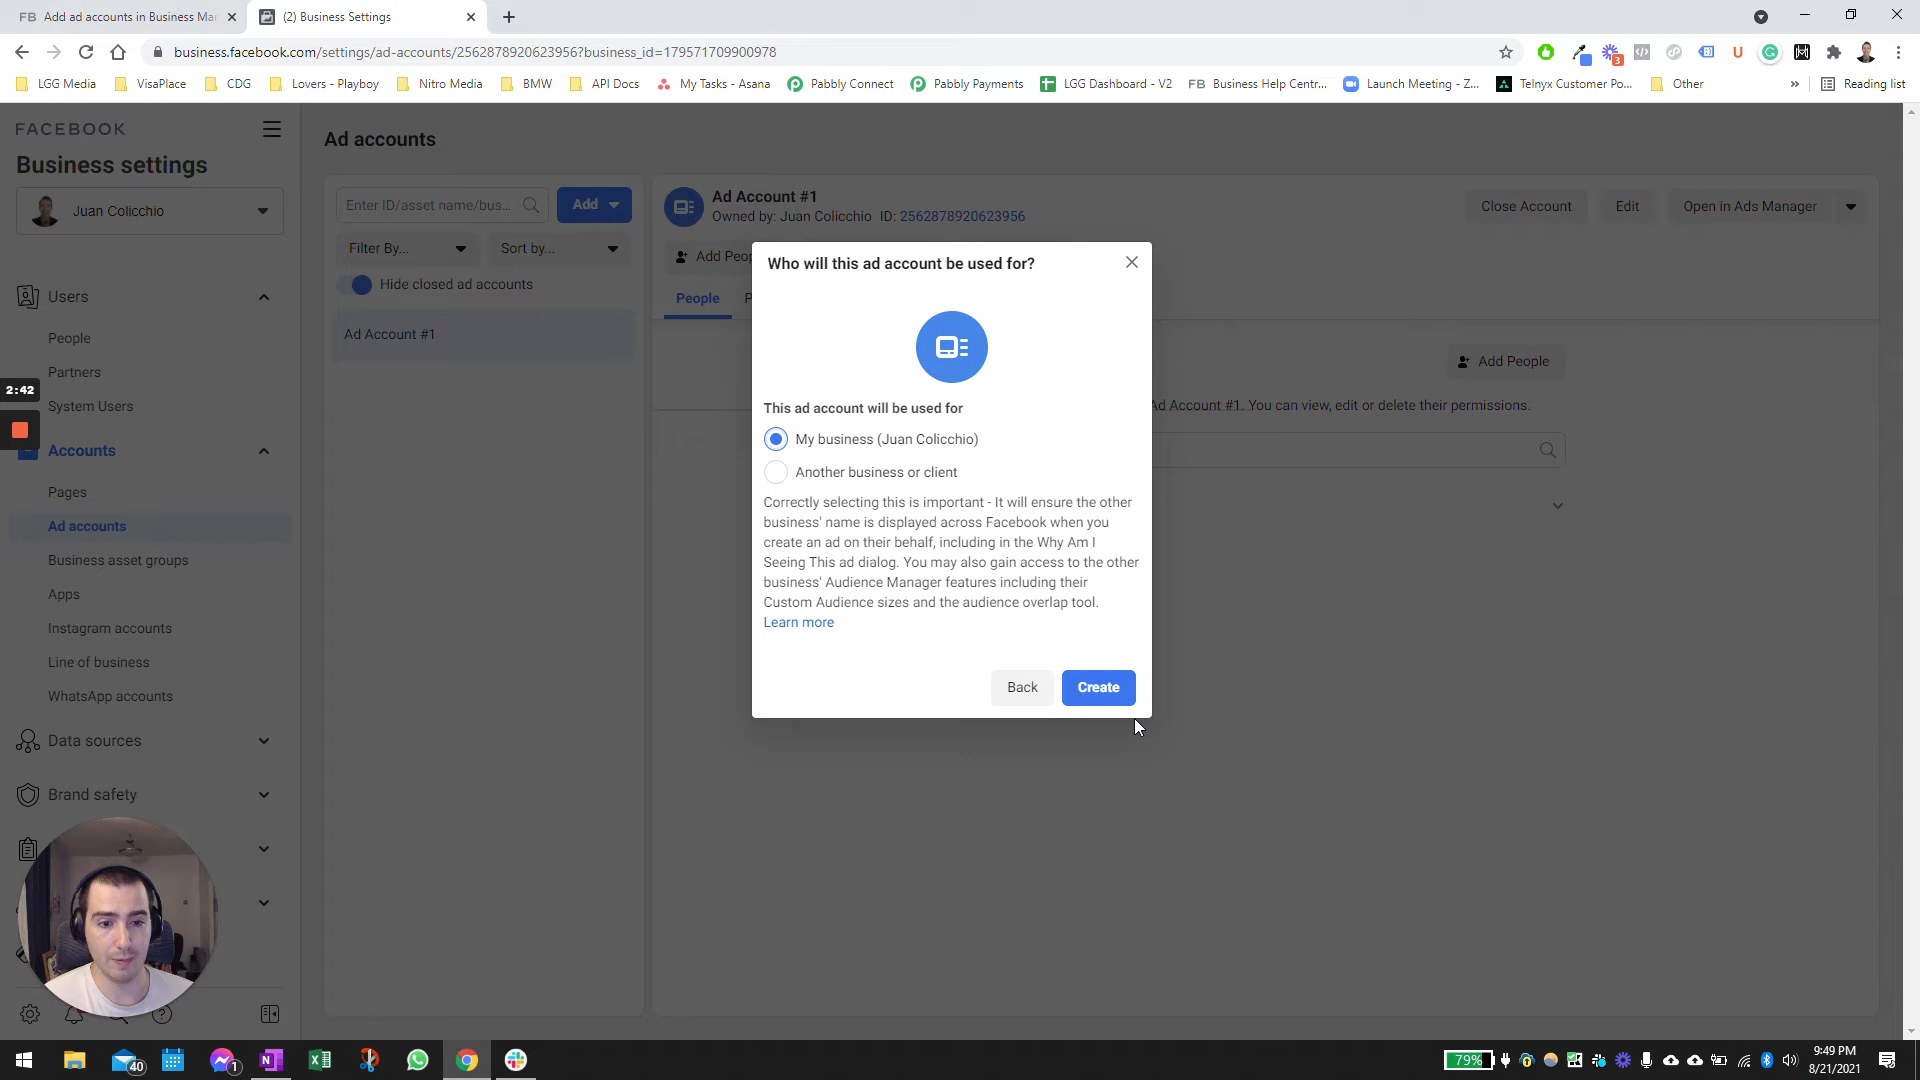 FB Add ad accounts in Business Mar
(2) Business Settings
business.facebook.com/settings/ad-accounts/2562878920623956?business_id=179571709900978
LGG Media
VisaPlace
CDG
Lovers - Playboy
Nitro Media
BMW
API Docs
My Tasks - Asana
Pabbly Connect
Pabbly Payments
LGG Dashboard - V2
FB Business Help Centr...
Launch Meeting - Z...
Telnyx Customer Po...
Other
»
Reading list
FACEBOOK
Business settings
Juan Colicchio
Users
People
Partners
2:42
System Users
Accounts
Pages
Ad accounts
Business asset groups
Apps
Instagram accounts
Line of business
WhatsApp accounts
Data sources
Brand safety
Ad accounts
Enter ID/asset name/bus...
Add
Filter By...
Sort by...
Hide closed ad accounts
Ad Account #1
Ad Account #1
Owned by: Juan Colicchio ID: 2562878920623956
Close Account
Edit
Open in Ads Manager
Add Peop
People
P
Add People
Ad Account #1. You can view, edit or delete their permissions.
Who will this ad account be used for?
This ad account will be used for
My business (Juan Colicchio)
Another business or client
Correctly selecting this is important - It will ensure the other
business' name is displayed across Facebook when you
create an ad on their behalf, including in the Why Am I
Seeing This ad dialog. You may also gain access to the other
business' Audience Manager features including their
Custom Audience sizes and the audience overlap tool.
Learn more
Back
Create
40
1
79%
9:49 PM
8/21/2021